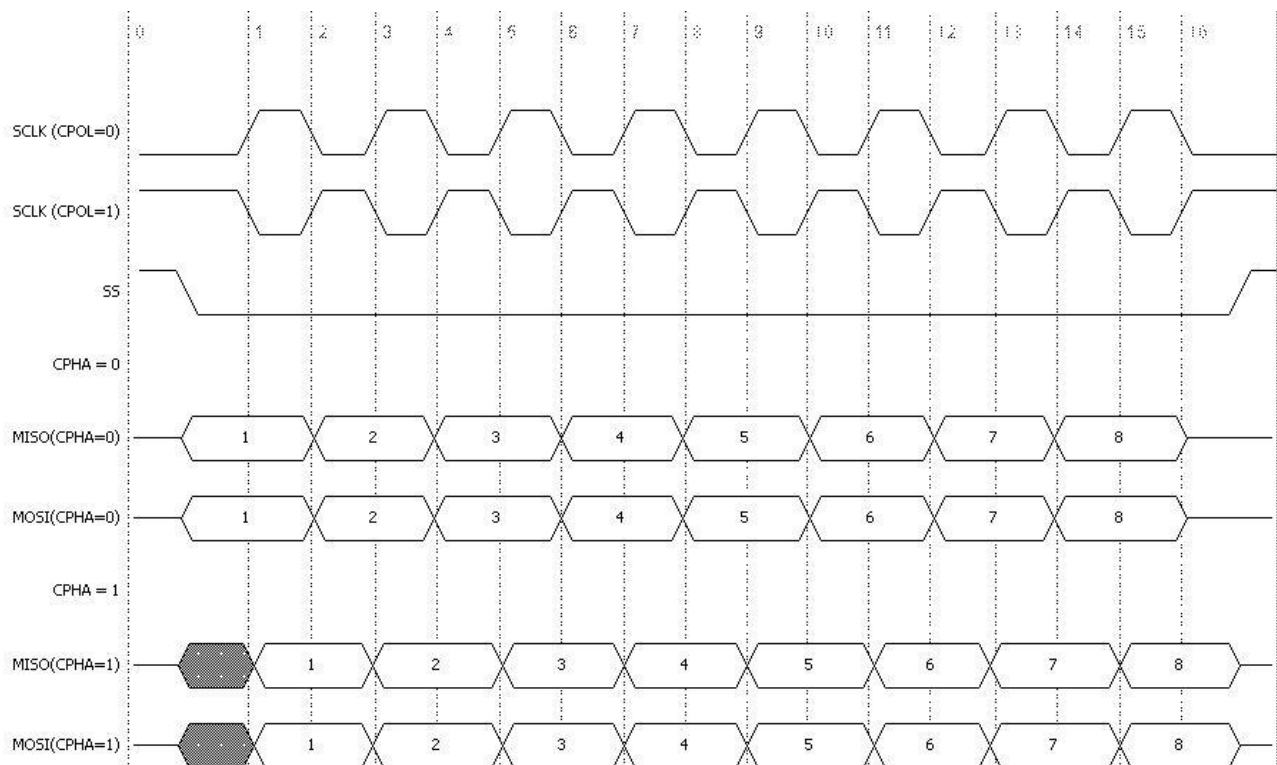 0 1 2 3 4 5 6 7 8 9 10 11 12 13 14 15 16
SCLK (CPOL=0)
SCLK (CPOL=1)
SS
CPHA = 0
MISO(CPHA=0) 1 2 3 4 5 6 7 8
MOSI(CPHA=0) 1 2 3 4 5 6 7 8
CPHA = 1
MISO(CPHA=1) 1 2 3 4 5 6 7 8
MOSI(CPHA=1) 1 2 3 4 5 6 7 8